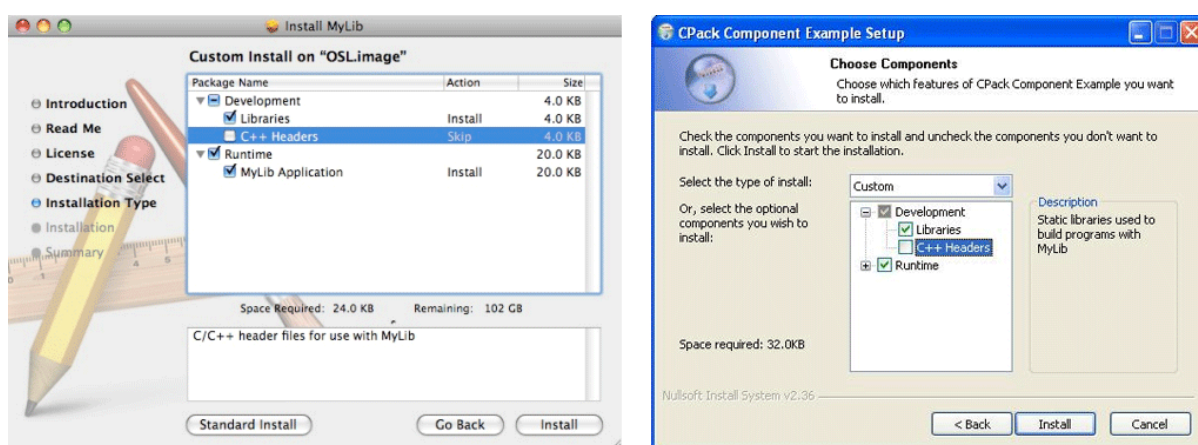 Install MyLib
Custom Install on “OSL.image”
Introduction
Read Me
License
Destination Select
Installation Type
Installation
Summary
Package Name Action Size
Development 4.0 KB
Libraries Install 4.0 KB
C++ Headers Skip 4.0 KB
Runtime 20.0 KB
MyLib Application Install 20.0 KB
Space Required: 24.0 KB Remaining: 102 GB
C/C++ header files for use with MyLib
Standard Install Go Back Install
CPack Component Example Setup
Choose Components
Choose which features of CPack Component Example you want
to install.
Check the components you want to install and uncheck the components you don't want to
install. Click Install to start the installation.
Select the type of install:
Custom
Or, select the optional
components you wish to
install:
Development
Libraries
C++ Headers
Runtime
Description
Static libraries used to
build programs with
MyLib
Space required: 32.0KB
Nullsoft Install System v2.36
< Back Install Cancel